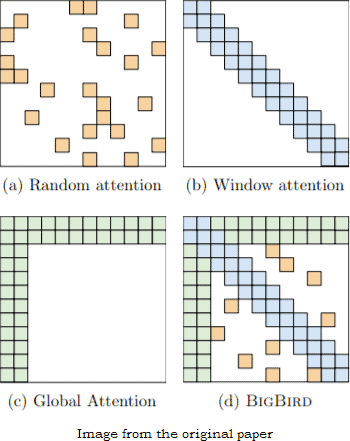 (a) Random attention (b) Window attention
(c) Global Attention (d) BIGBIRD
Image from the original paper